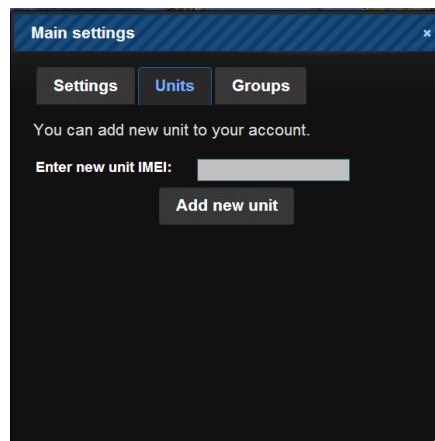 Main settings
Settings Units Groups
You can add new unit to your account.
Enter new unit IMEI:
Add new unit